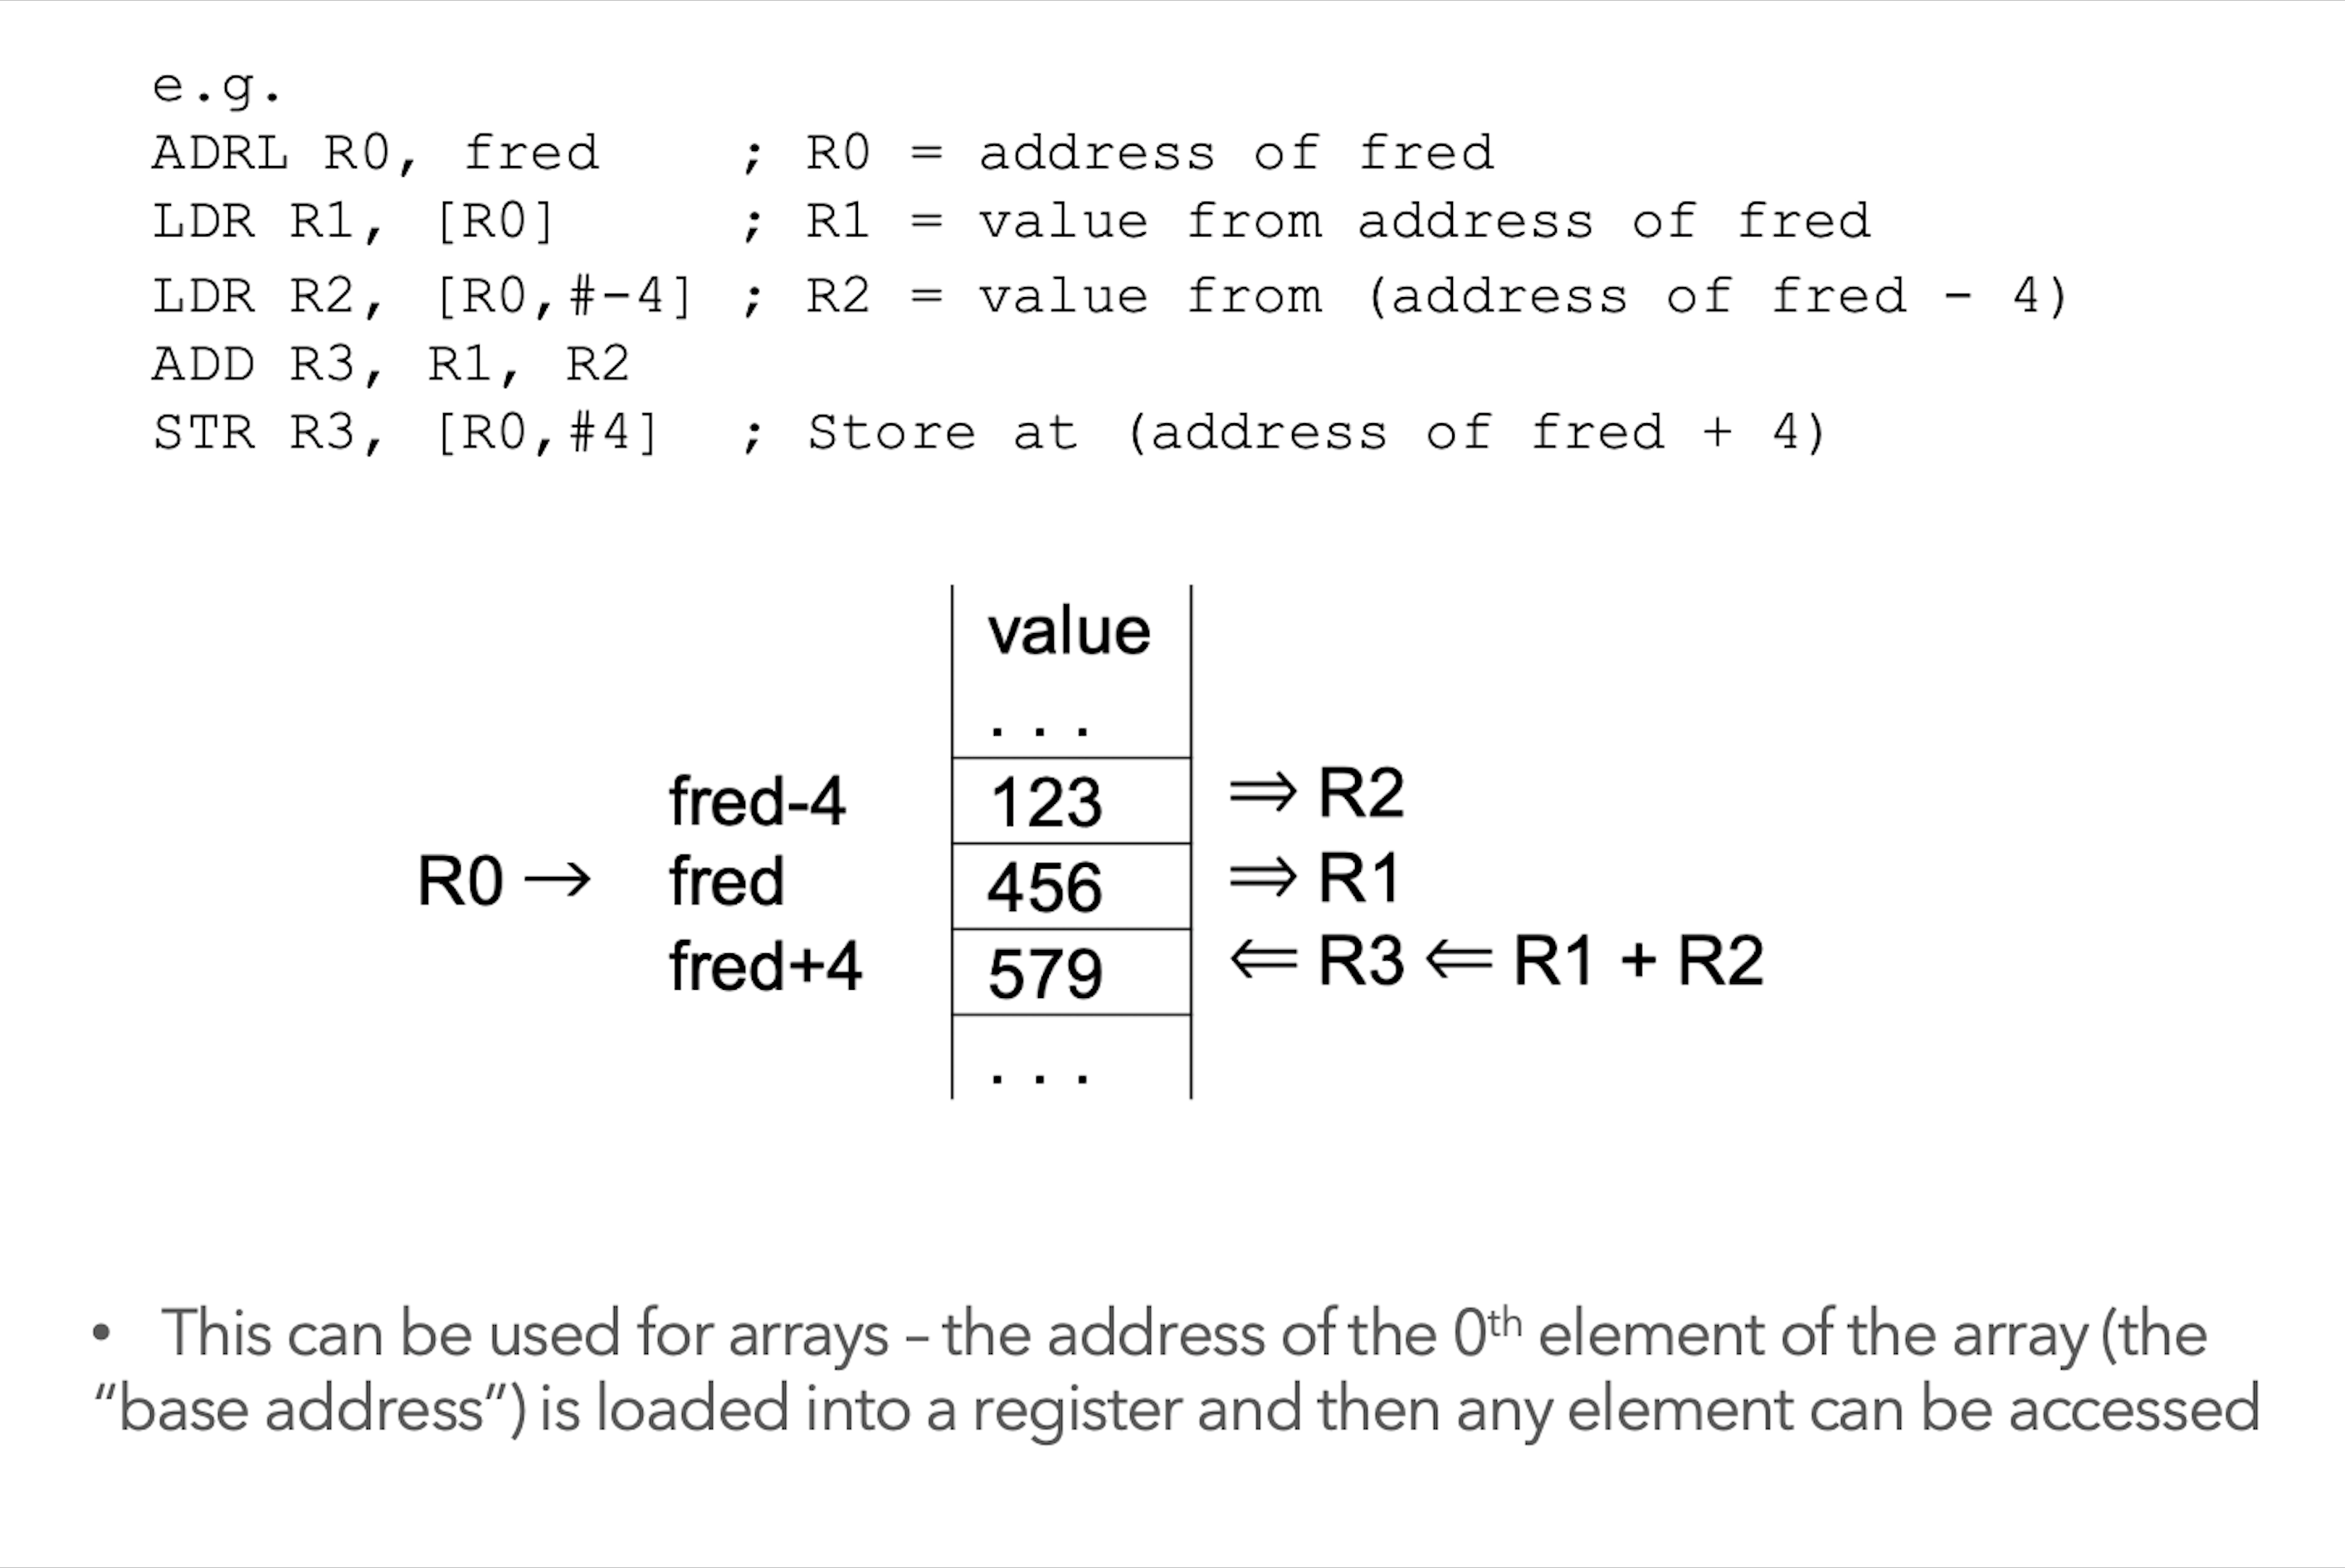 e.g.
ADRL R0, fred ; R0 = address of fred
LDR R1, [R0] ; R1 = value from address of fred
LDR R2, [R0,#-4] ; R2 = value from (address of fred - 4)
ADD R3, R1, R2
STR R3, [R0,#4] ; Store at (address of fred + 4)
value
. . .
fred-4 123 ⇒ R2
R0 → fred 456 ⇒ R1
fred+4 579 ⇐ R3 ⇐ R1 + R2
. . .
• This can be used for arrays – the address of the 0th element of the array (the
“base address”) is loaded into a register and then any element can be accessed